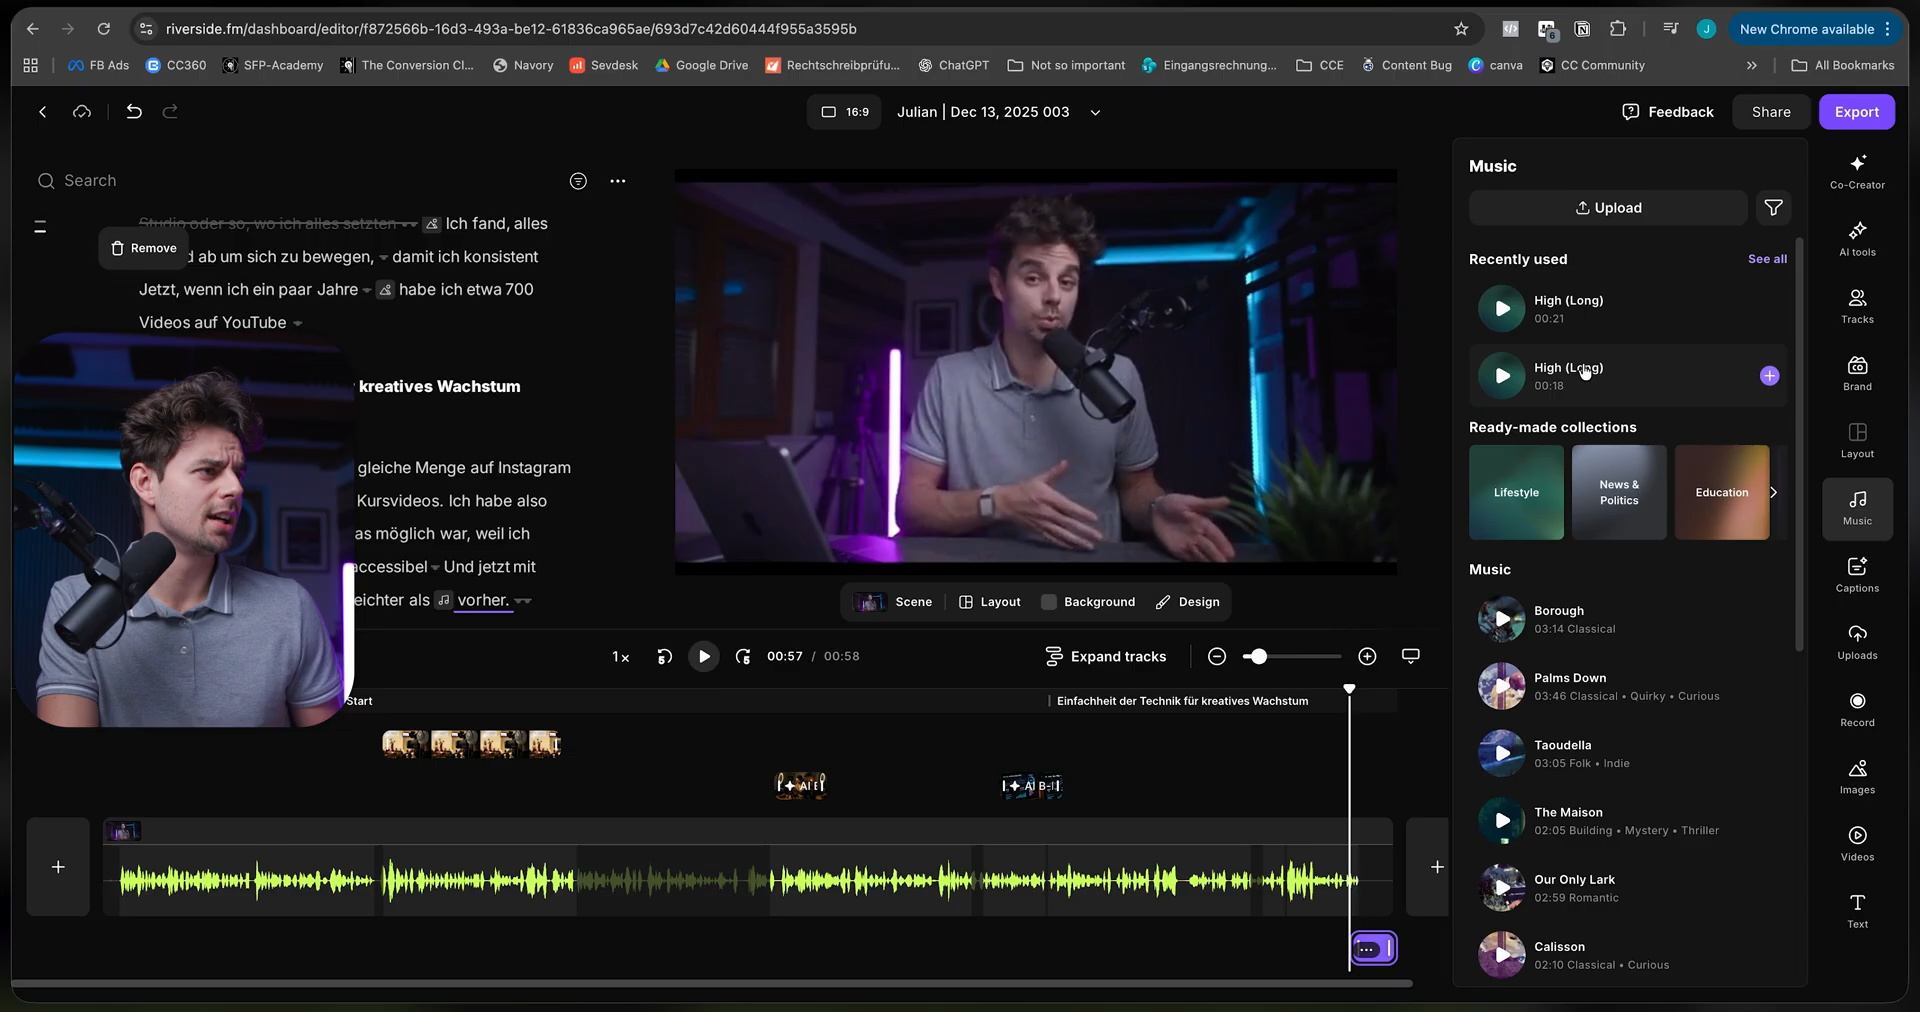 riverside.fm/dashboard/editor/f872566b-16d3-493a-be12-61836ca965ae/693d7c42d60444f955a3595b
6
J
New Chrome available
FB Ads
CC360
SFP-Academy
The Conversion Cl...
Navory
Sevdesk
Google Drive
Rechtschreibprüfu...
ChatGPT
Not so important
Eingangsrechnung...
CCE
Content Bug
canva
CC Community
All Bookmarks
16:9
Julian | Dec 13, 2025 003
Feedback
Share
Export
Search
Studio oder so, wo ich alles setzten Ich fand, alles
Remove
d ab um sich zu bewegen, damit ich konsistent
Jetzt, wenn ich ein paar Jahre habe ich etwa 700
Videos auf YouTube
kreatives Wachstum
gleiche Menge auf Instagram
Kursvideos. Ich habe also
as möglich war, weil ich
accessibel Und jetzt mit
eichter als vorher.
Scene
Layout
Background
Design
1x
5
5
00:57 / 00:58
Expand tracks
Start
Einfachheit der Technik für kreatives Wachstum
AI B-
Music
Upload
Recently used
See all
High (Long)
00:21
High (Long)
00:18
Ready-made collections
Lifestyle
News &
Politics
Education
Music
Borough
03:14 Classical
Palms Down
03:46 Classical • Quirky • Curious
Taoudella
03:05 Folk • Indie
The Maison
02:05 Building • Mystery • Thriller
Our Only Lark
02:59 Romantic
Calisson
02:10 Classical • Curious
Co-Creator
AI tools
Tracks
Brand
Layout
Music
Captions
Uploads
Record
Images
Videos
Text